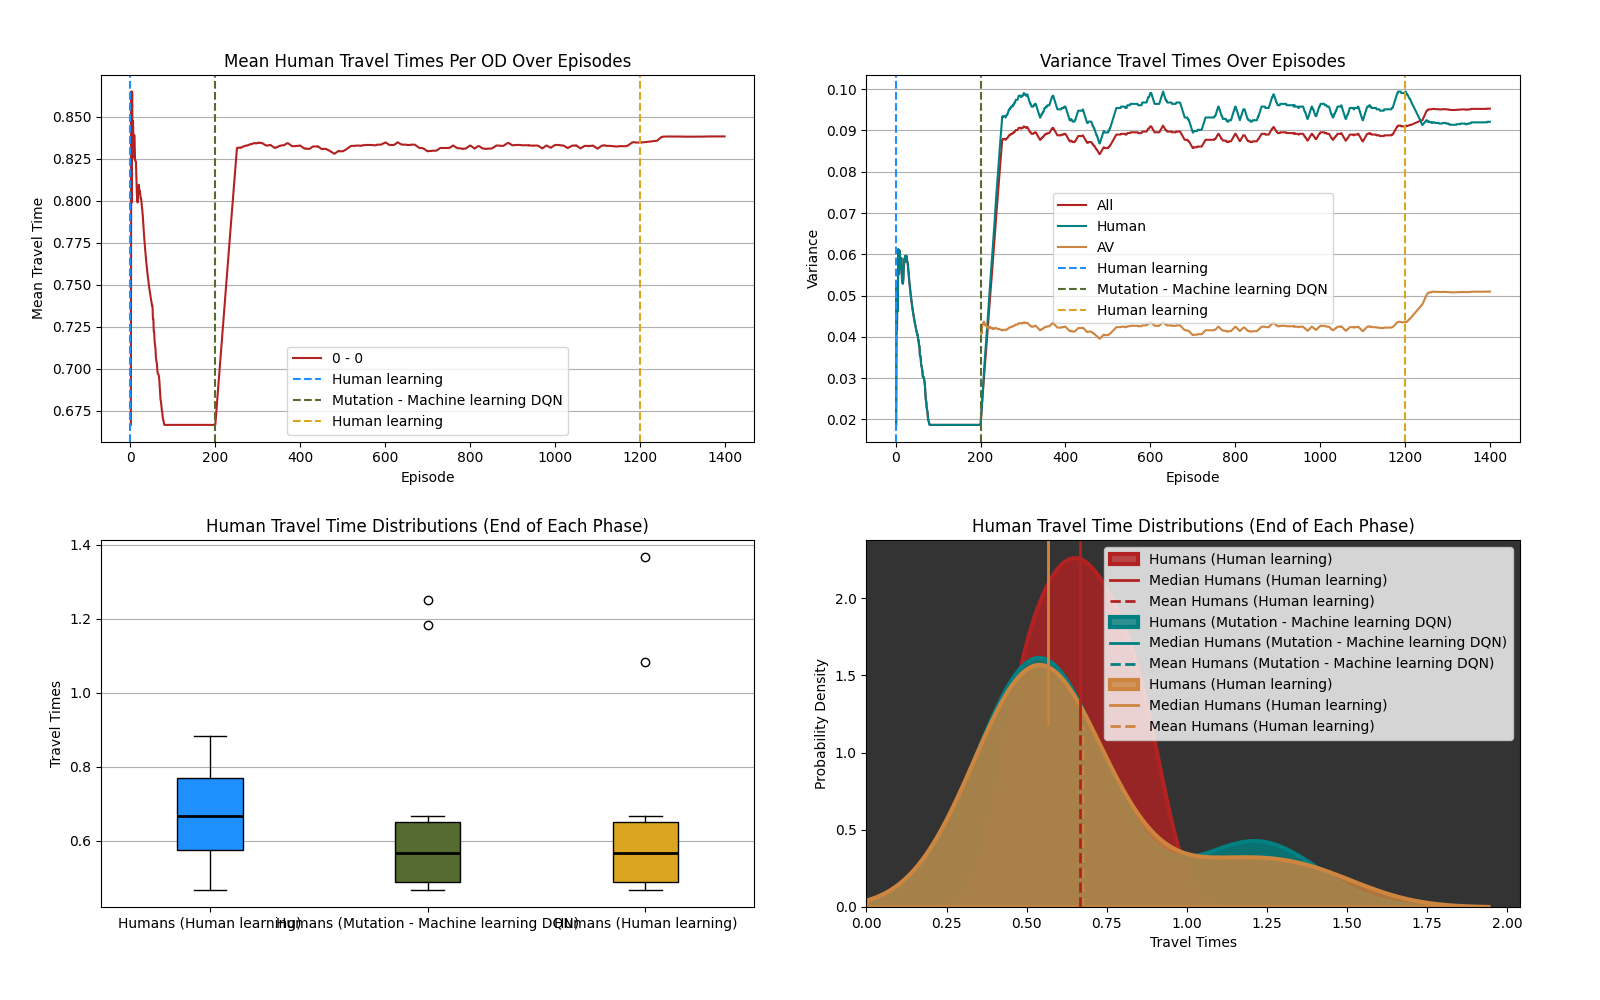 Mean Human Travel Times Per OD Over Episodes
Mean Travel Time
0.850
0.825
0.800
0.775
0.750
0.725
0.700
0.675
0 - 0
Human learning
Mutation - Machine learning DQN
Human learning
0 200 400 600 800 1000 1200 1400
Episode
Variance Travel Times Over Episodes
Variance
0.10
0.09
0.08
0.07
0.06
0.05
0.04
0.03
0.02
All
Human
AV
Human learning
Mutation - Machine learning DQN
Human learning
0 200 400 600 800 1000 1200 1400
Episode
Human Travel Time Distributions (End of Each Phase)
Travel Times
1.4
1.2
1.0
0.8
0.6
Humans (Human learning)
Humans (Mutation - Machine learning DQN)
Humans (Human learning)
Human Travel Time Distributions (End of Each Phase)
Probability Density
2.0
1.5
1.0
0.5
0.0
Humans (Human learning)
Median Humans (Human learning)
Mean Humans (Human learning)
Humans (Mutation - Machine learning DQN)
Median Humans (Mutation - Machine learning DQN)
Mean Humans (Mutation - Machine learning DQN)
Humans (Human learning)
Median Humans (Human learning)
Mean Humans (Human learning)
0.00 0.25 0.50 0.75 1.00 1.25 1.50 1.75 2.00
Travel Times